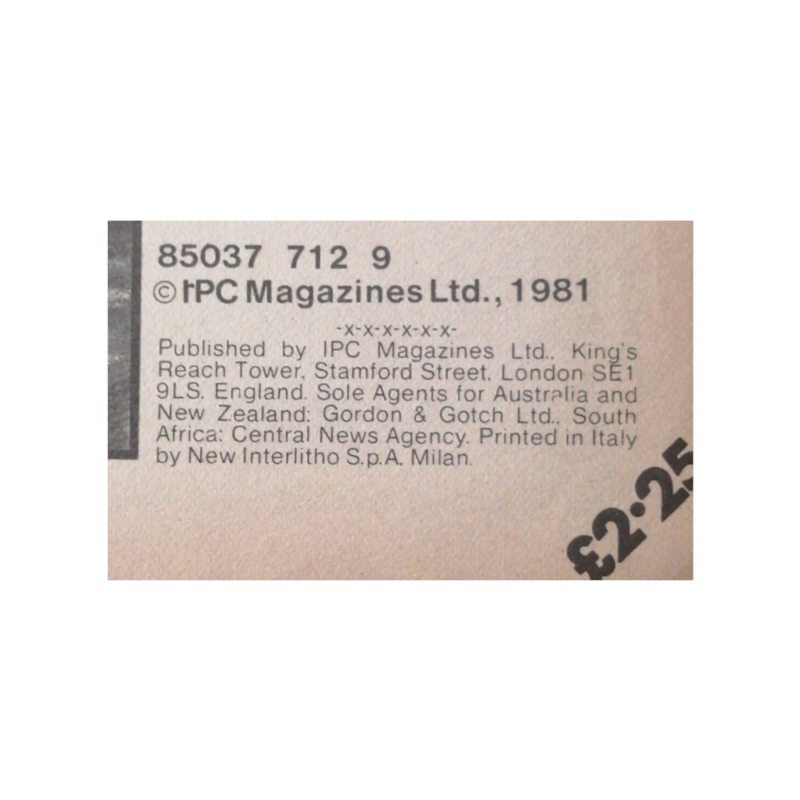 85037 712 9
© IPC Magazines Ltd., 1981
-x-x-x-x-x-x-
Published by IPC Magazines Ltd., King's
Reach Tower, Stamford Street, London SE1
9LS, England. Sole Agents for Australia and
New Zealand: Gordon & Gotch Ltd., South
Africa: Central News Agency. Printed in Italy
by New Interlitho S.p.A. Milan.
£2·25